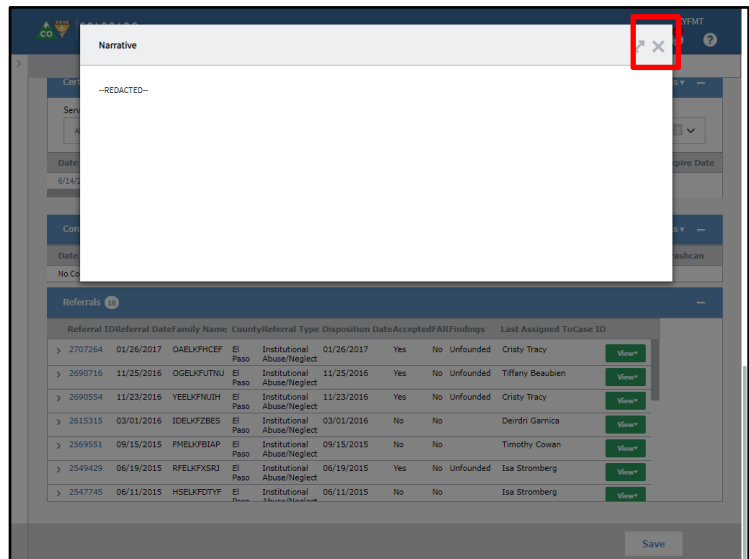 CO
YFMT
?
Narrative
--REDACTED--
Date
6/14/
Date
No Co
Referrals 18
Referral ID Referral Date Family Name County Referral Type Disposition Date Accepted FAR Findings Last Assigned To Case ID
2707264 01/26/2017 OAELKFHCEF El Paso Institutional Abuse/Neglect 01/26/2017 Yes No Unfounded Cristy Tracy View
2690716 11/25/2016 OGELKFUTNU El Paso Institutional Abuse/Neglect 11/25/2016 Yes No Unfounded Tiffany Beaubien View
2690554 11/23/2016 YEELKFNUIH El Paso Institutional Abuse/Neglect 11/23/2016 Yes No Unfounded Cristy Tracy View
2615315 03/01/2016 IDELKFZBES El Paso Institutional Abuse/Neglect 03/01/2016 No No Deirdri Garnica View
2569551 09/15/2015 FMELKFBIAP El Paso Institutional Abuse/Neglect 09/15/2015 No No Timothy Cowan View
2549429 06/19/2015 RFELKFXSRJ El Paso Institutional Abuse/Neglect 06/19/2015 Yes No Unfounded Isa Stromberg View
2547745 06/11/2015 HSELKFDTYF El Paso Institutional Abuse/Neglect 06/11/2015 No No Isa Stromberg View
Save